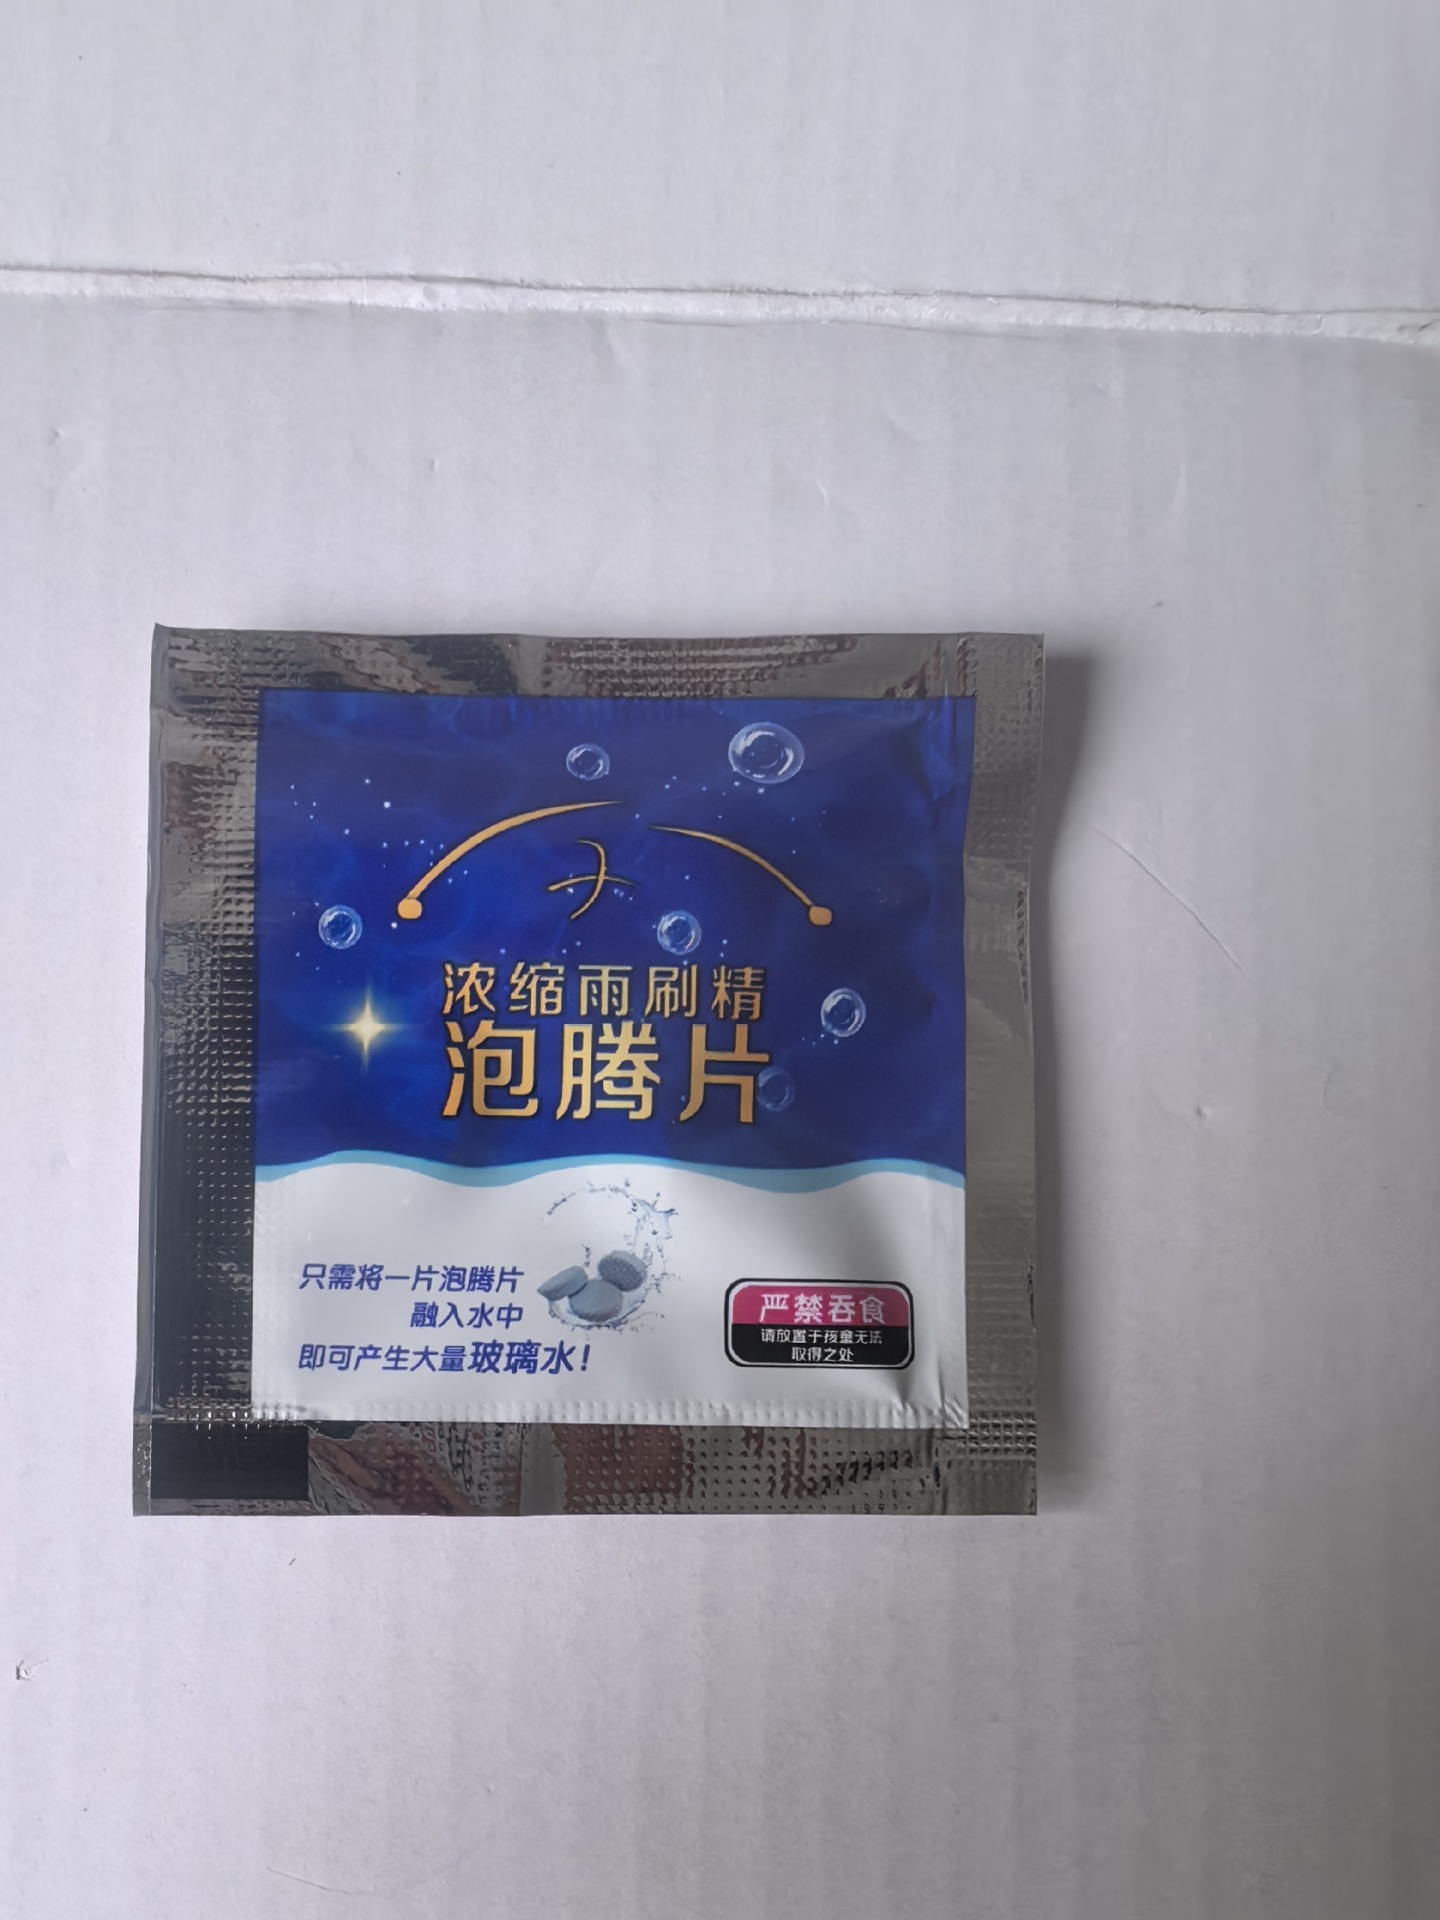 浓缩雨刷精
泡腾片
只需将一片泡腾片
融入水中
即可产生大量玻璃水！
严禁吞食
请放置于孩童无法
取得之处